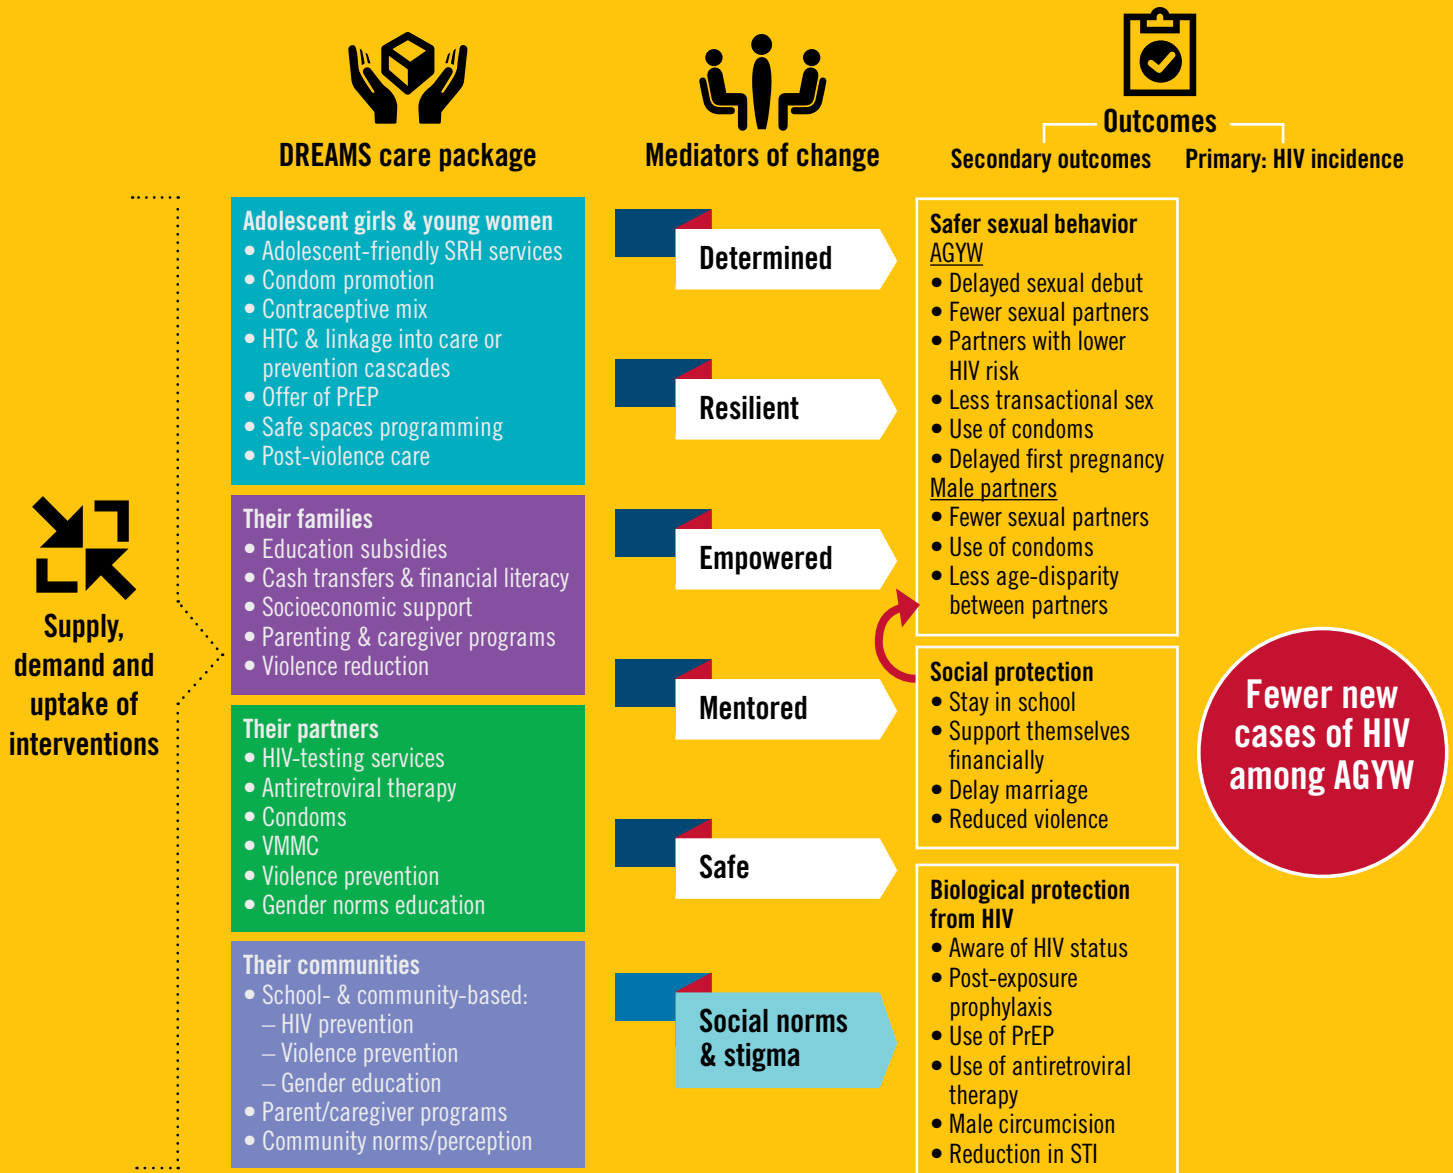 DREAMS care package
Mediators of change
Outcomes
Secondary outcomes
Primary: HIV incidence
Supply,
demand and
uptake of
interventions
Adolescent girls & young women
• Adolescent-friendly SRH services
• Condom promotion
• Contraceptive mix
• HTC & linkage into care or
prevention cascades
• Offer of PrEP
• Safe spaces programming
• Post-violence care
Their families
• Education subsidies
• Cash transfers & financial literacy
• Socioeconomic support
• Parenting & caregiver programs
• Violence reduction
Their partners
• HIV-testing services
• Antiretroviral therapy
• Condoms
• VMMC
• Violence prevention
• Gender norms education
Their communities
• School- & community-based:
– HIV prevention
– Violence prevention
– Gender education
• Parent/caregiver programs
• Community norms/perception
Determined
Resilient
Empowered
Mentored
Safe
Social norms
& stigma
Safer sexual behavior
AGYW
• Delayed sexual debut
• Fewer sexual partners
• Partners with lower
HIV risk
• Less transactional sex
• Use of condoms
• Delayed first pregnancy
Male partners
• Fewer sexual partners
• Use of condoms
• Less age-disparity
between partners
Social protection
• Stay in school
• Support themselves
financially
• Delay marriage
• Reduced violence
Biological protection
from HIV
• Aware of HIV status
• Post-exposure
prophylaxis
• Use of PrEP
• Use of antiretroviral
therapy
• Male circumcision
• Reduction in STI
Fewer new
cases of HIV
among AGYW